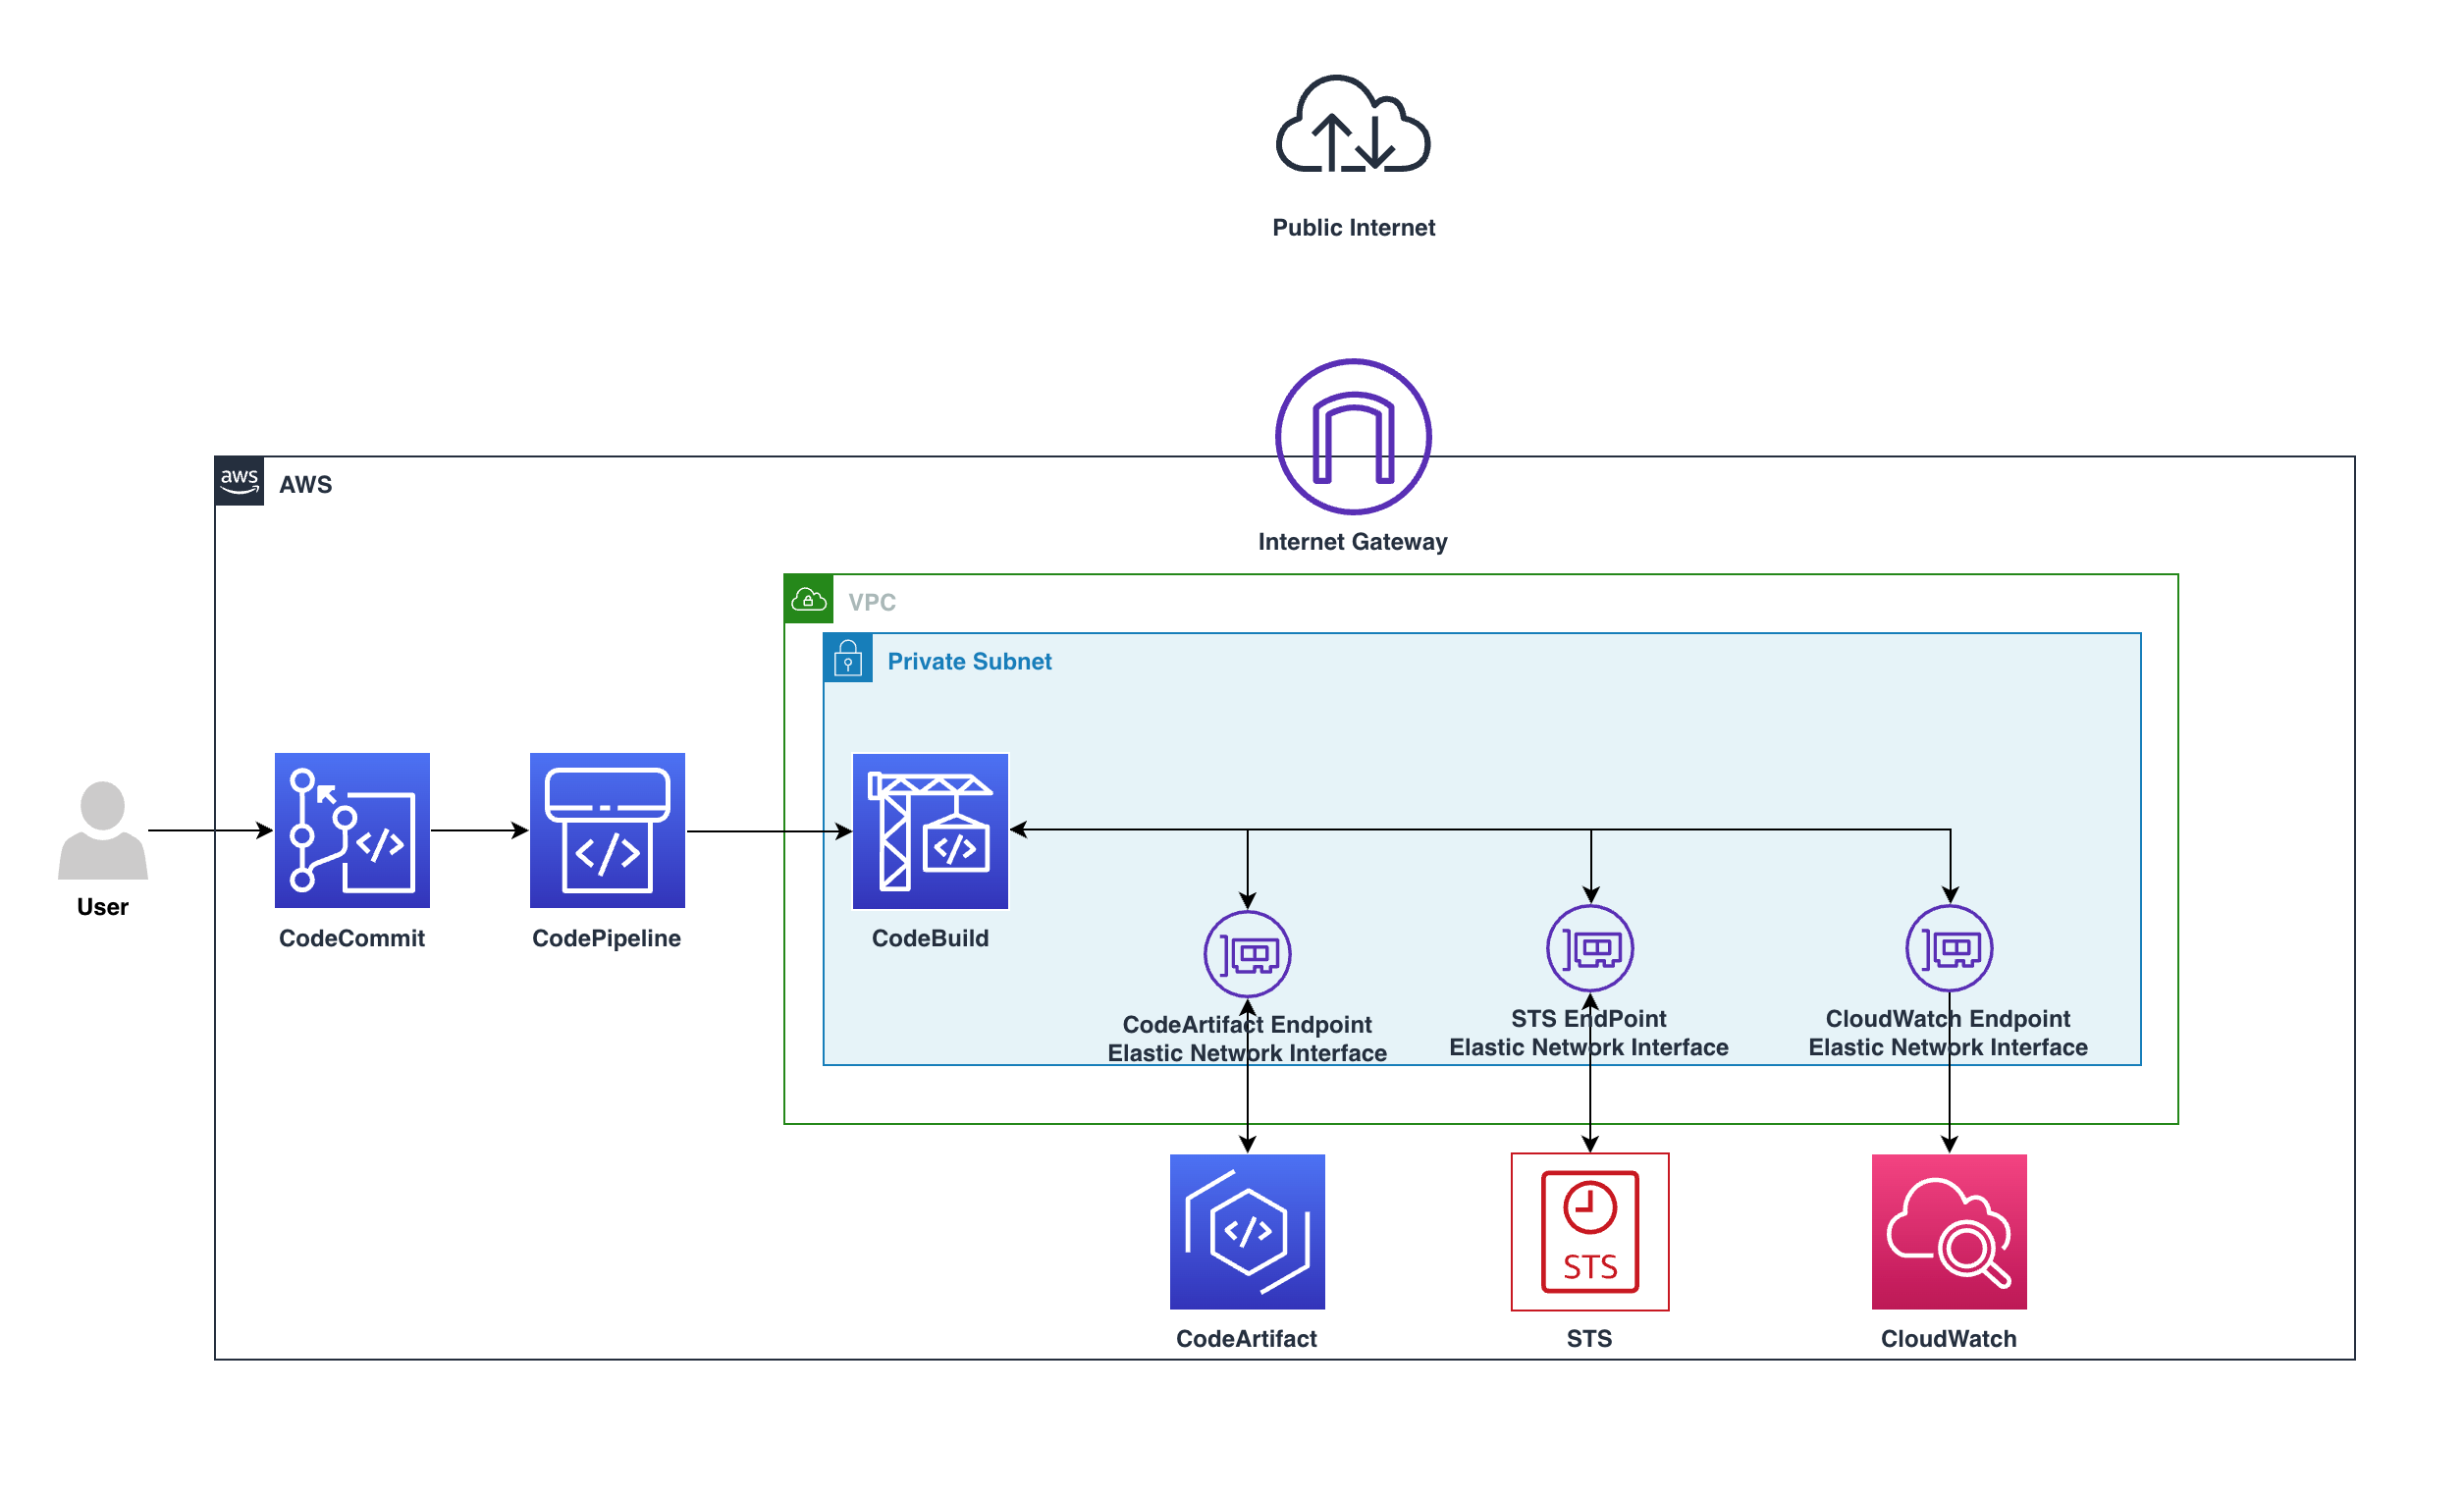 Public Internet
aws
AWS
Internet Gateway
VPC
Private Subnet
User
CodeCommit
CodePipeline
CodeBuild
CodeArtifact Endpoint
Elastic Network Interface
STS EndPoint
Elastic Network Interface
CloudWatch Endpoint
Elastic Network Interface
CodeArtifact
STS
STS
CloudWatch